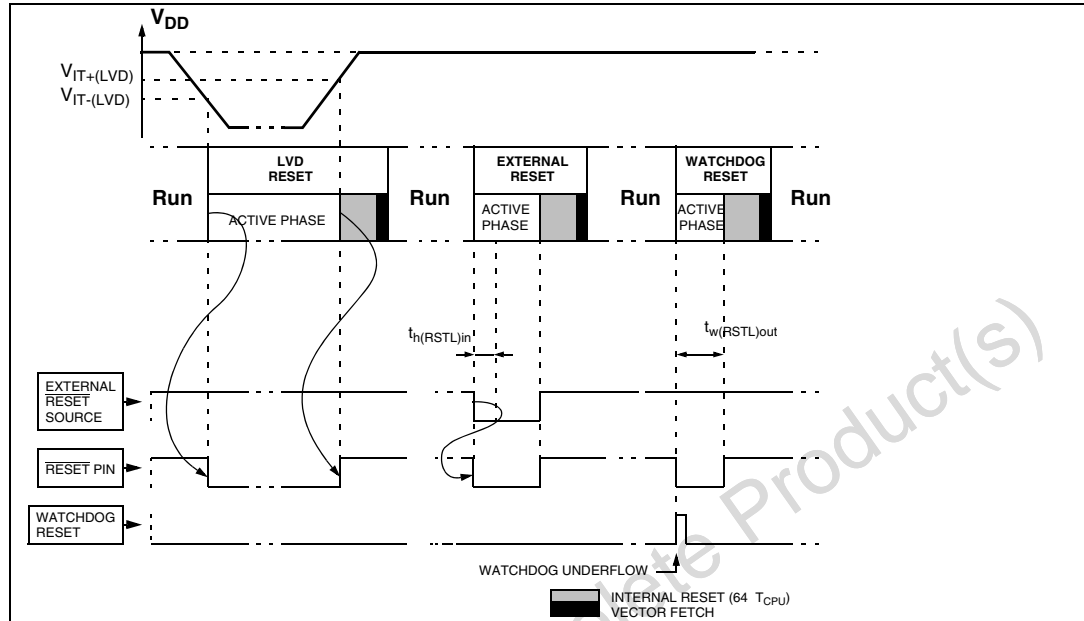 VDD
VIT+(LVD)
VIT-(LVD)
LVD
RESET
EXTERNAL
RESET
WATCHDOG
RESET
Run
Run
Run
Run
ACTIVE PHASE
ACTIVE
PHASE
ACTIVE
PHASE
th(RSTL)in
tw(RSTL)out
EXTERNAL
RESET
SOURCE
RESET PIN
WATCHDOG
RESET
WATCHDOG UNDERFLOW
INTERNAL RESET (64 TCPU)
VECTOR FETCH
lete Product(s)